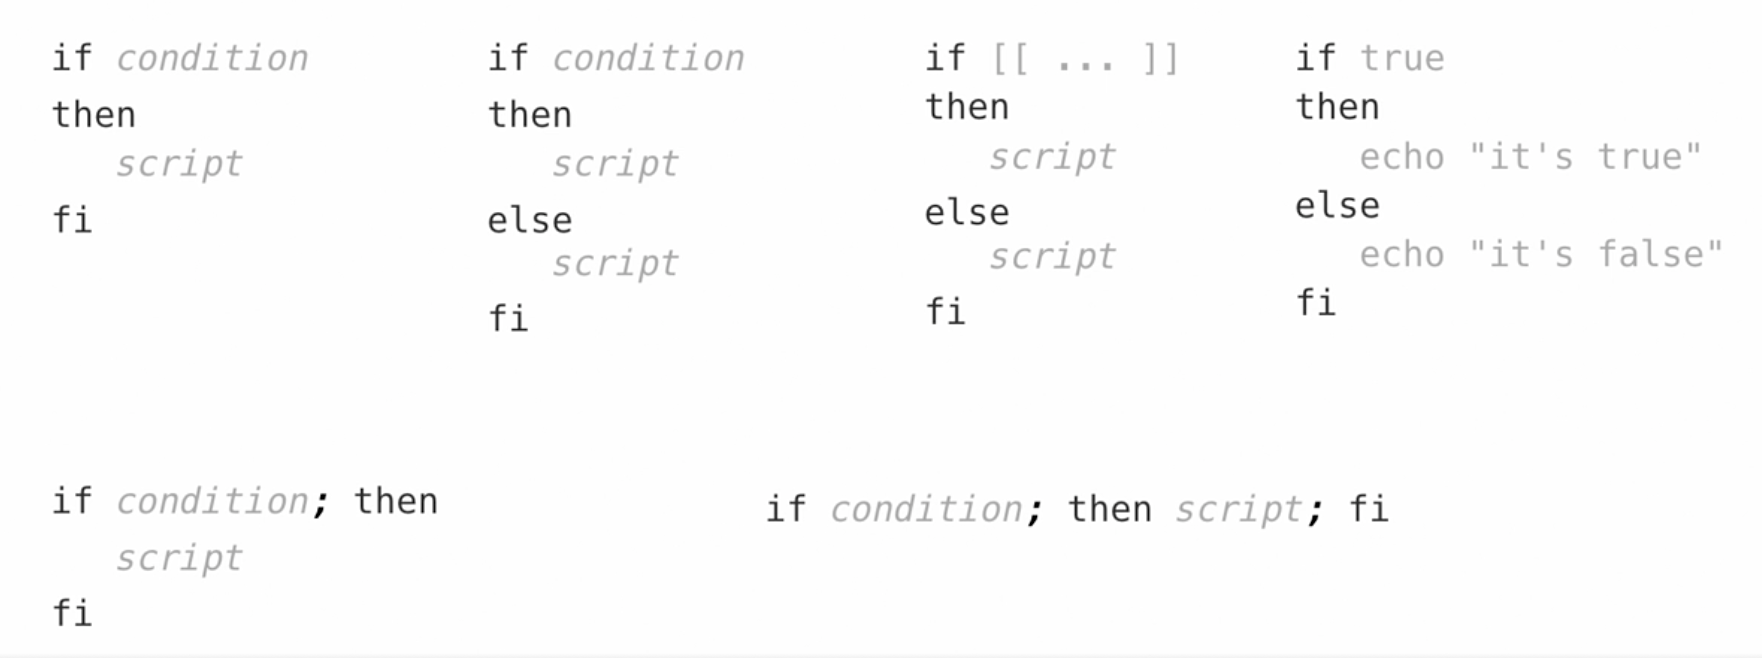 if condition
then
script
fi
if condition
then
script
else
script
fi
if [[ ... ]]
then
script
else
script
fi
if true
then
echo "it's true"
else
echo "it's false"
fi
if condition; then
script
fi
if condition; then script; fi